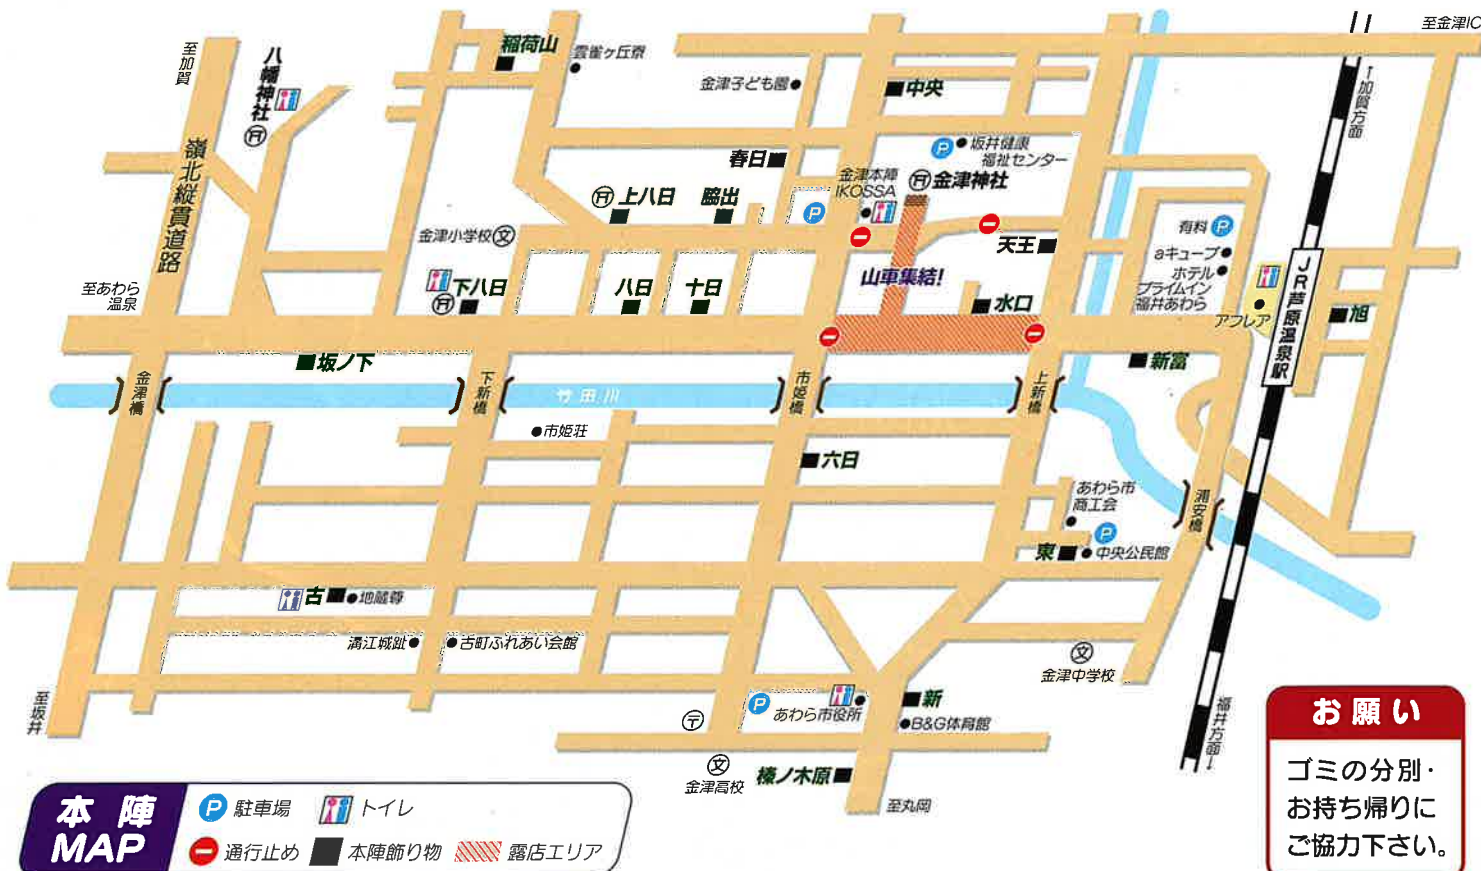 至金津IC
至加賀
八幡神社
稲荷山
雲雀ヶ丘寮
金津子ども園
中央
↑加賀方面
嶺北縦貫道路
春日
P
坂井健康
福祉センター
金津本陣
IKOSSA
金津神社
上八日
脇出
P
金津小学校
文
有料 P
天王
aキューブ
ホテル
プライムイン
福井あわら
アフレア
JR芦原温泉駅
至あわら
温泉
下八日
八日
十日
山車集結!
水口
旭
坂ノ下
新富
金津橋
下新橋
竹田川
市姫橋
上新橋
市姫荘
六日
あわら市
商工会
P
浦安橋
東
中央公民館
古
地蔵尊
溝江城趾
古町ふれあい会館
文
金津中学校
至坂井
P
あわら市役所
新
B&G体育館
〒
文
金津高校
榛ノ木原
至丸岡
福井方面↓
本陣
MAP
P 駐車場
トイレ
通行止め
本陣飾り物
露店エリア
お願い
ゴミの分別・
お持ち帰りに
ご協力下さい。